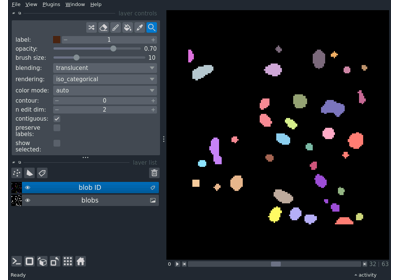 File View Plugins Window Help
layer controls
label: 1
opacity: 0.70
brush size: 10
blending: translucent
rendering: iso_categorical
color mode: auto
contour: 0
n edit dim: 2
contiguous:
preserve
labels:
show
selected:
layer list
blob ID
blobs
Ready
32 63
activity